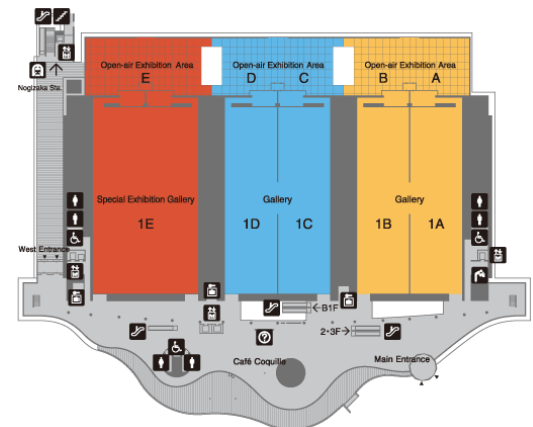 Open-air Exhibition Area
E
Open-air Exhibition Area
D C
Open-air Exhibition Area
B A
Nogizaka Sta.
Special Exhibition Gallery
1E
Gallery
1D 1C
Gallery
1B 1A
West Entrance
←B1F
2・3F→
Café Coquille
Main Entrance